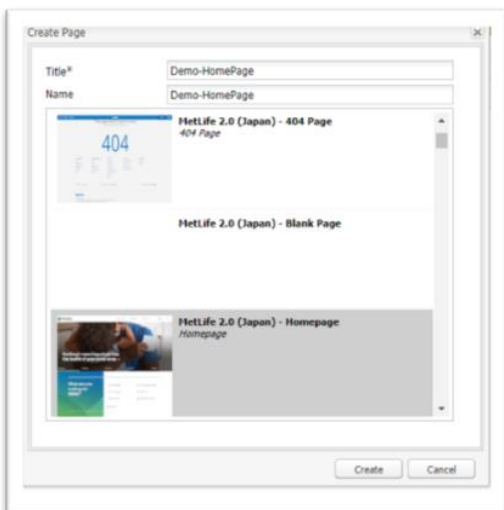 Create Page
Title*
Demo-HomePage
Name
Demo-HomePage
404
MetLife 2.0 (Japan) - 404 Page
404 Page
MetLife 2.0 (Japan) - Blank Page
MetLife 2.0 (Japan) - Homepage
Homepage
Create
Cancel